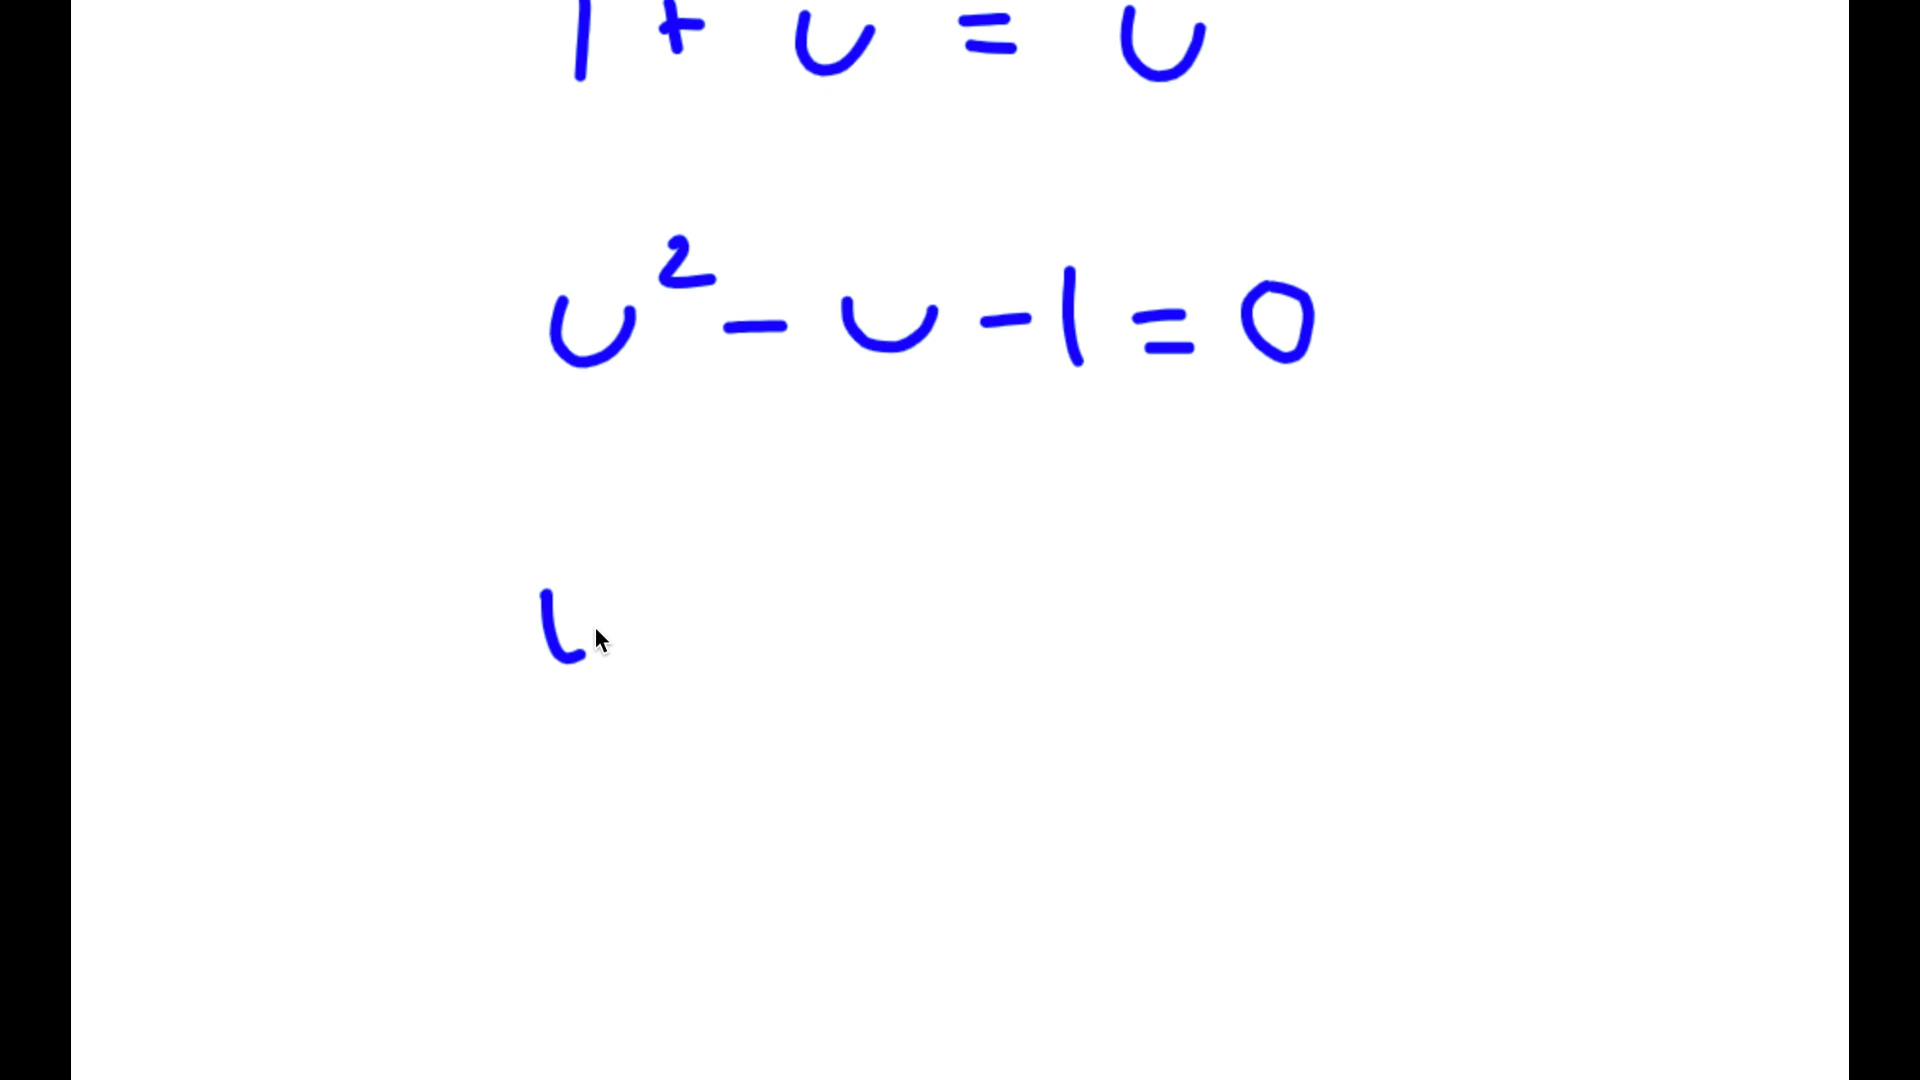 1 + u = u
u² - u - 1 = 0